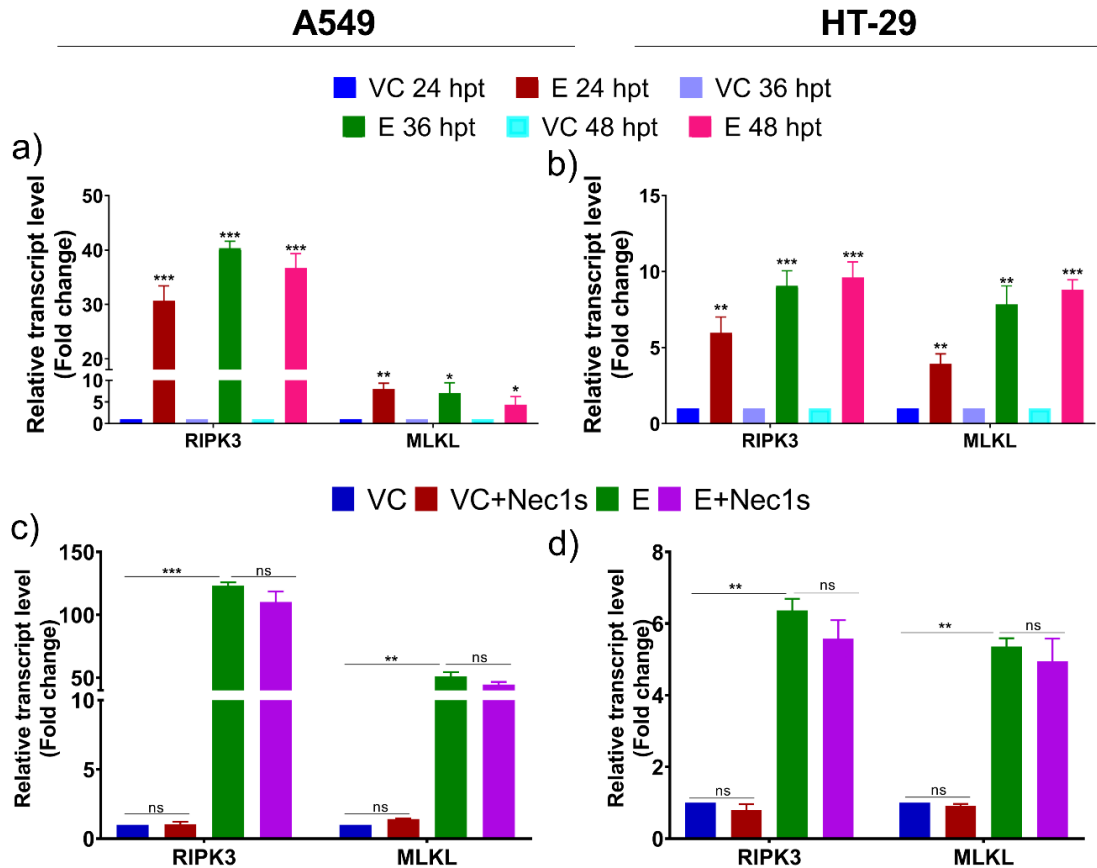 A549 HT-29
VC 24 hpt E 24 hpt VC 36 hpt
E 36 hpt VC 48 hpt E 48 hpt
a)
Relative transcript level
(Fold change)
50
40
30
20
10
5
0
*** *** *** ** * *
RIPK3 MLKL
b)
Relative transcript level
(Fold change)
15
10
5
0
** *** *** ** ** ***
RIPK3 MLKL
VC VC+Nec1s E E+Nec1s
c)
Relative transcript level
(Fold change)
150
100
50
10
5
0
*** ns
** ns
ns ns
RIPK3 MLKL
d)
Relative transcript level
(Fold change)
8
6
4
2
0
** ns
** ns
ns ns
RIPK3 MLKL